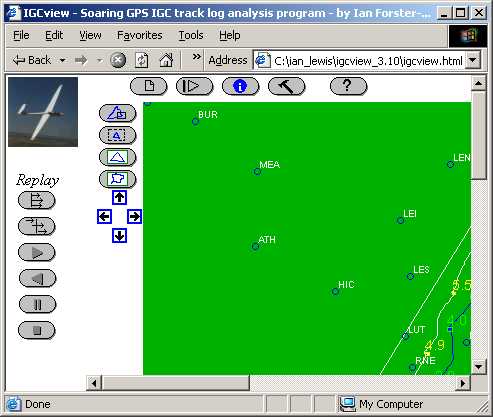 IGCview - Soaring GPS IGC track log analysis program - by Ian Forster-...
File Edit View Favorites Tools Help
Back Address C:\ian_lewis\igcview_3.10\igcview.html
BUR
MEA
LEN
Replay
LEI
ATH
LES
HIC
5.5
4.0
LUT
4.9
RNE
Done My Computer